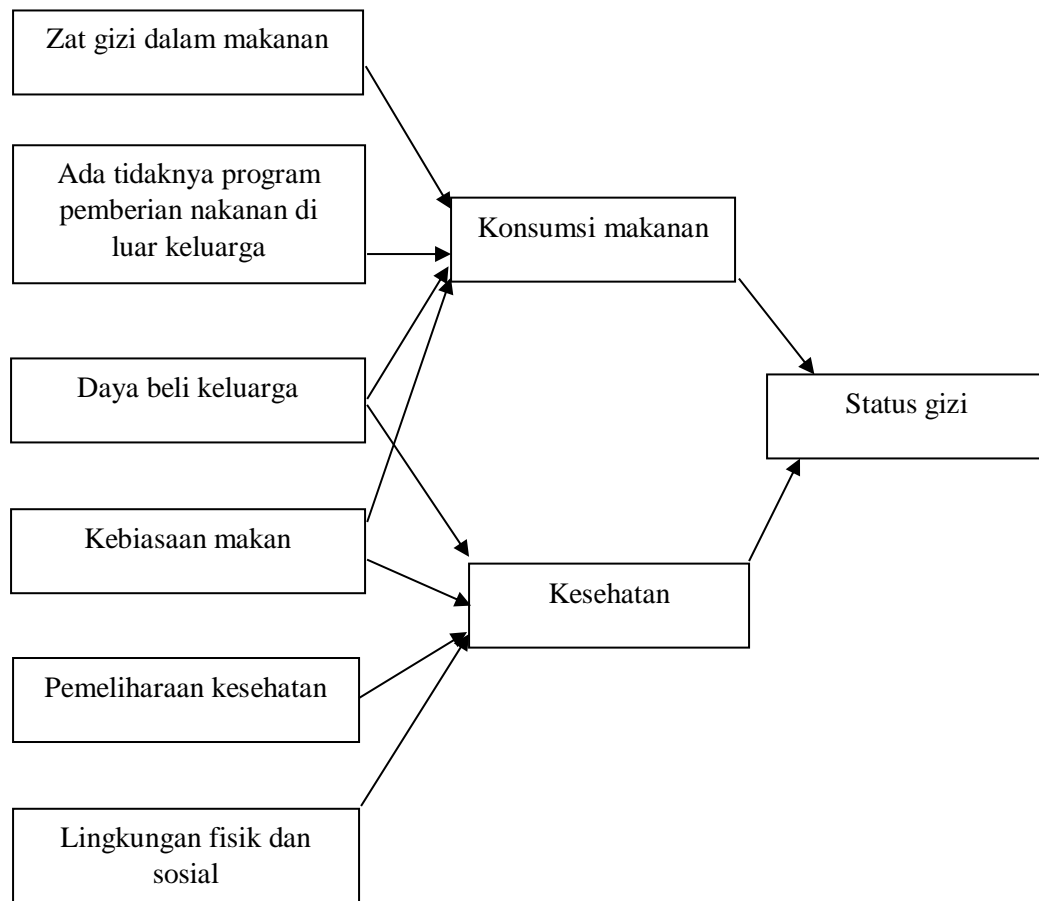 Zat gizi dalam makanan
Ada tidaknya program
pemberian nakanan di
luar keluarga
Konsumsi makanan
Daya beli keluarga
Status gizi
Kebiasaan makan
Kesehatan
Pemeliharaan kesehatan
Lingkungan fisik dan
sosial